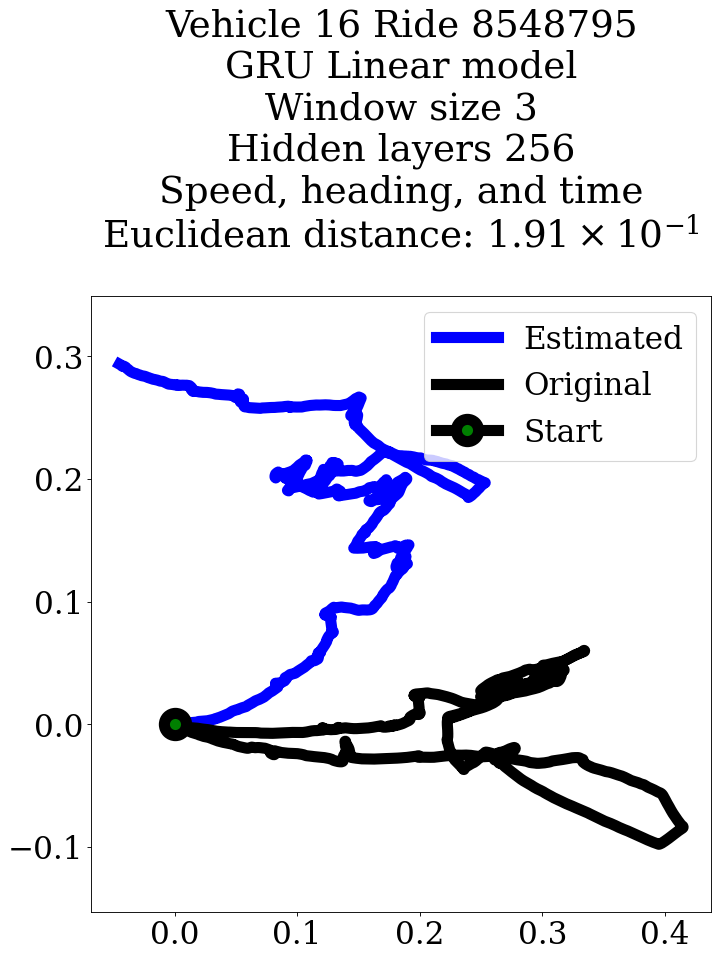 Vehicle 16 Ride 8548795
GRU Linear model
Window size 3
Hidden layers 256
Speed, heading, and time
Euclidean distance: 1.91 × 10⁻¹
Estimated
Original
Start
0.3
0.2
0.1
0.0
−0.1
0.0 0.1 0.2 0.3 0.4